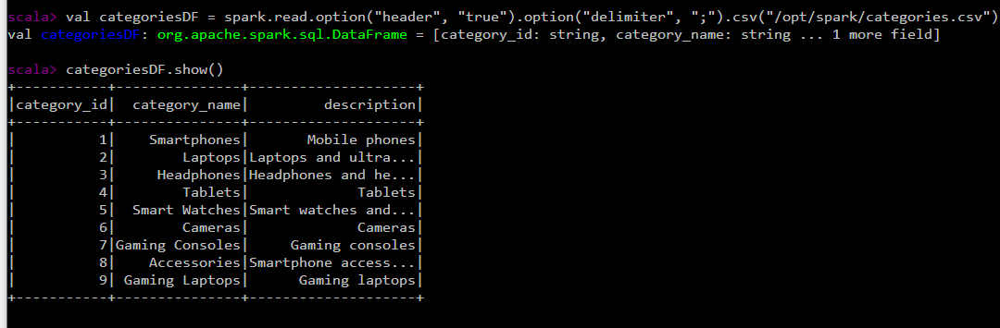 scala> val categoriesDF = spark.read.option("header", "true").option("delimiter", ";").csv("/opt/spark/categories.csv")
val categoriesDF: org.apache.spark.sql.DataFrame = [category_id: string, category_name: string ... 1 more field]
scala> categoriesDF.show()
+-----------+---------------+--------------------+
|category_id|  category_name|         description|
+-----------+---------------+--------------------+
|          1|    Smartphones|       Mobile phones|
|          2|        Laptops|Laptops and ultra...|
|          3|     Headphones|Headphones and he...|
|          4|        Tablets|             Tablets|
|          5|  Smart Watches|Smart watches and...|
|          6|        Cameras|             Cameras|
|          7|Gaming Consoles|     Gaming consoles|
|          8|    Accessories|Smartphone access...|
|          9| Gaming Laptops|      Gaming laptops|
+-----------+---------------+--------------------+